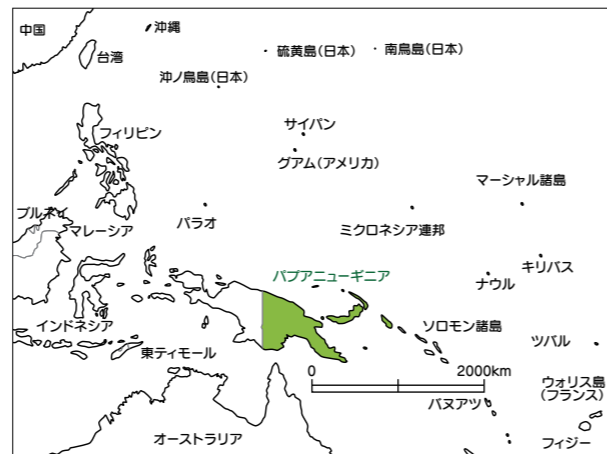 中国
沖縄
台湾
硫黄島(日本)
南鳥島(日本)
沖ノ鳥島(日本)
フィリピン
サイパン
グアム(アメリカ)
マーシャル諸島
ブルネイ
マレーシア
パラオ
ミクロネシア連邦
パプアニューギニア
ナウル
キリバス
インドネシア
ソロモン諸島
ツバル
東ティモール
0
2000km
ウォリス島
(フランス)
バヌアツ
オーストラリア
フィジー